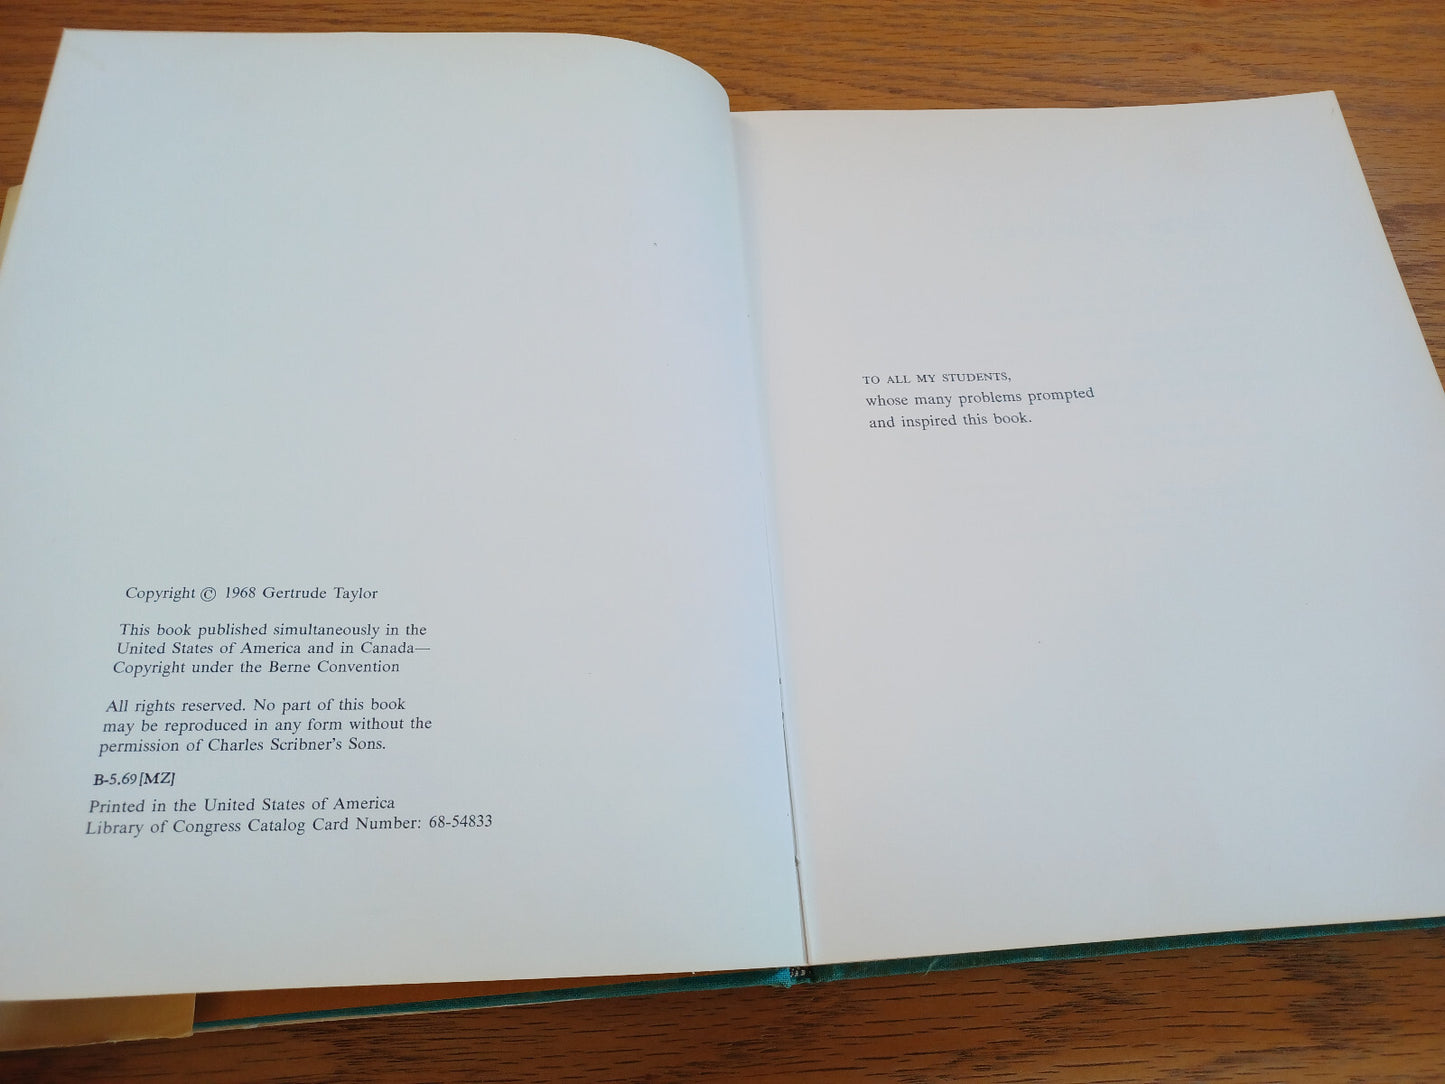 Copyright © 1968 Gertrude Taylor
This book published simultaneously in the
United States of America and in Canada—
Copyright under the Berne Convention
All rights reserved. No part of this book
may be reproduced in any form without the
permission of Charles Scribner's Sons.
B-5.69[MZ]
Printed in the United States of America
Library of Congress Catalog Card Number: 68-54833
TO ALL MY STUDENTS,
whose many problems prompted
and inspired this book.